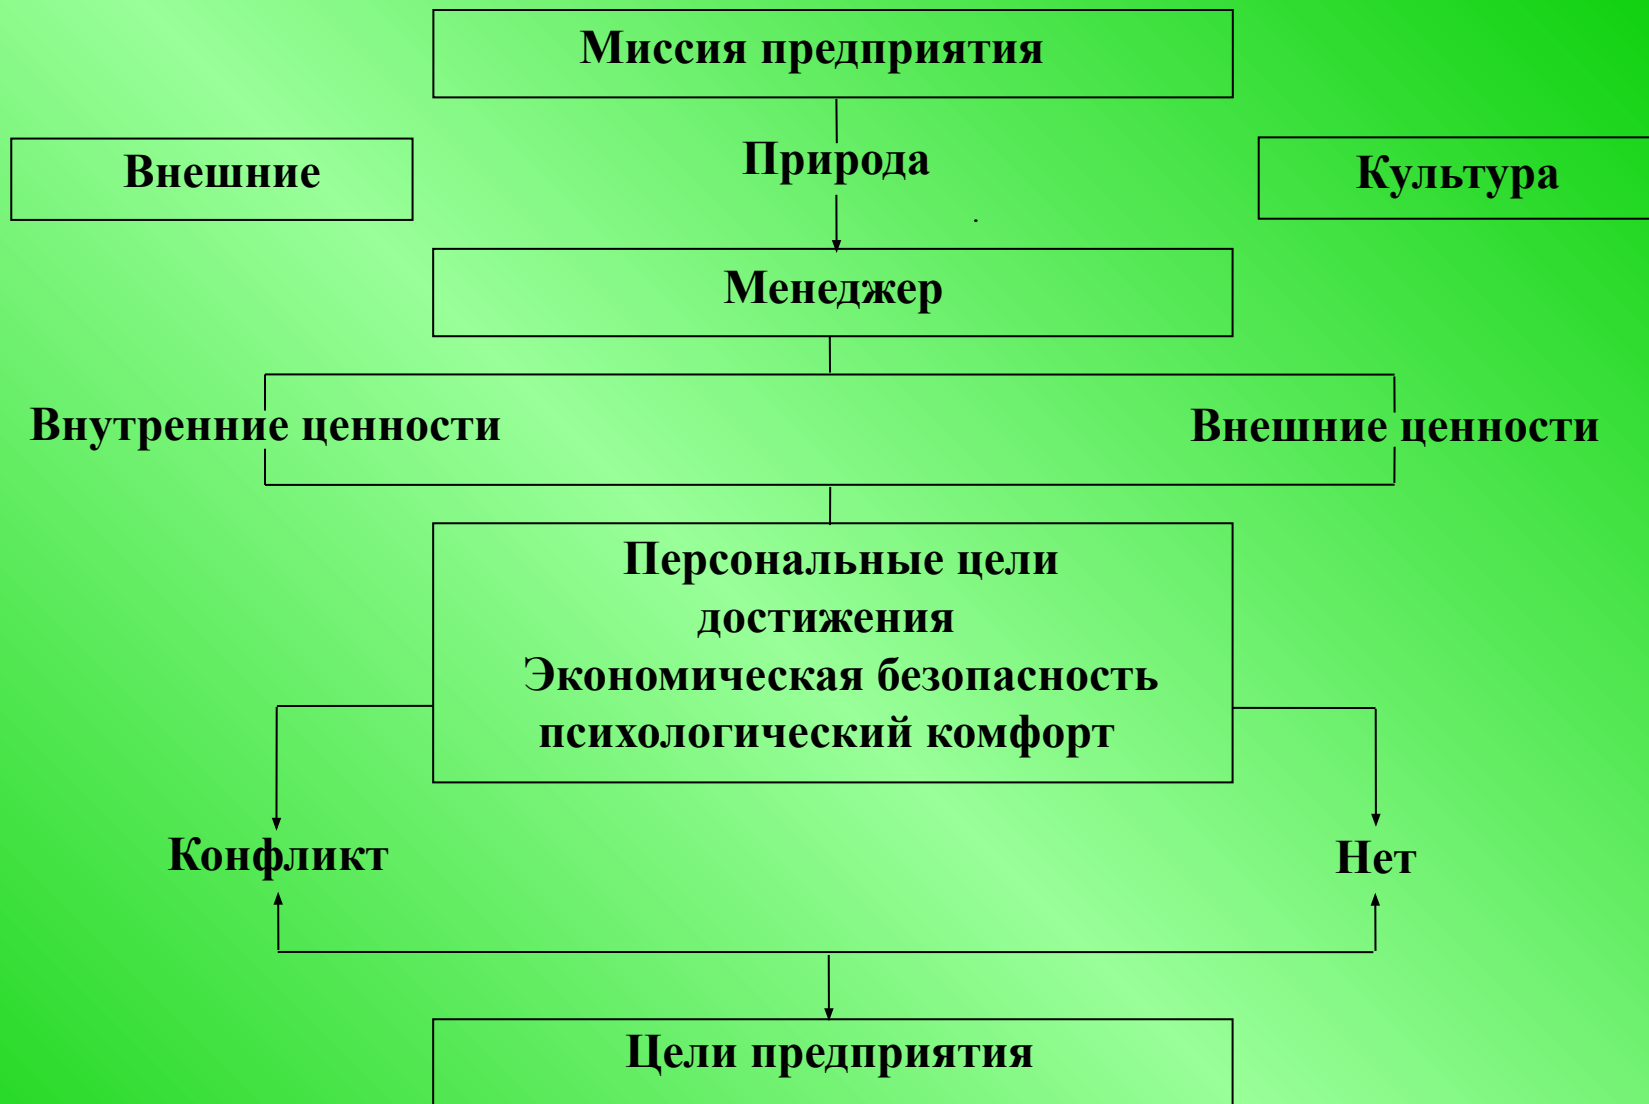 Миссия предприятия
Внешние
Природа
Культура
Менеджер
Внутренние ценности
Внешние ценности
Персональные цели
достижения
Экономическая безопасность
психологический комфорт
Конфликт
Нет
Цели предприятия